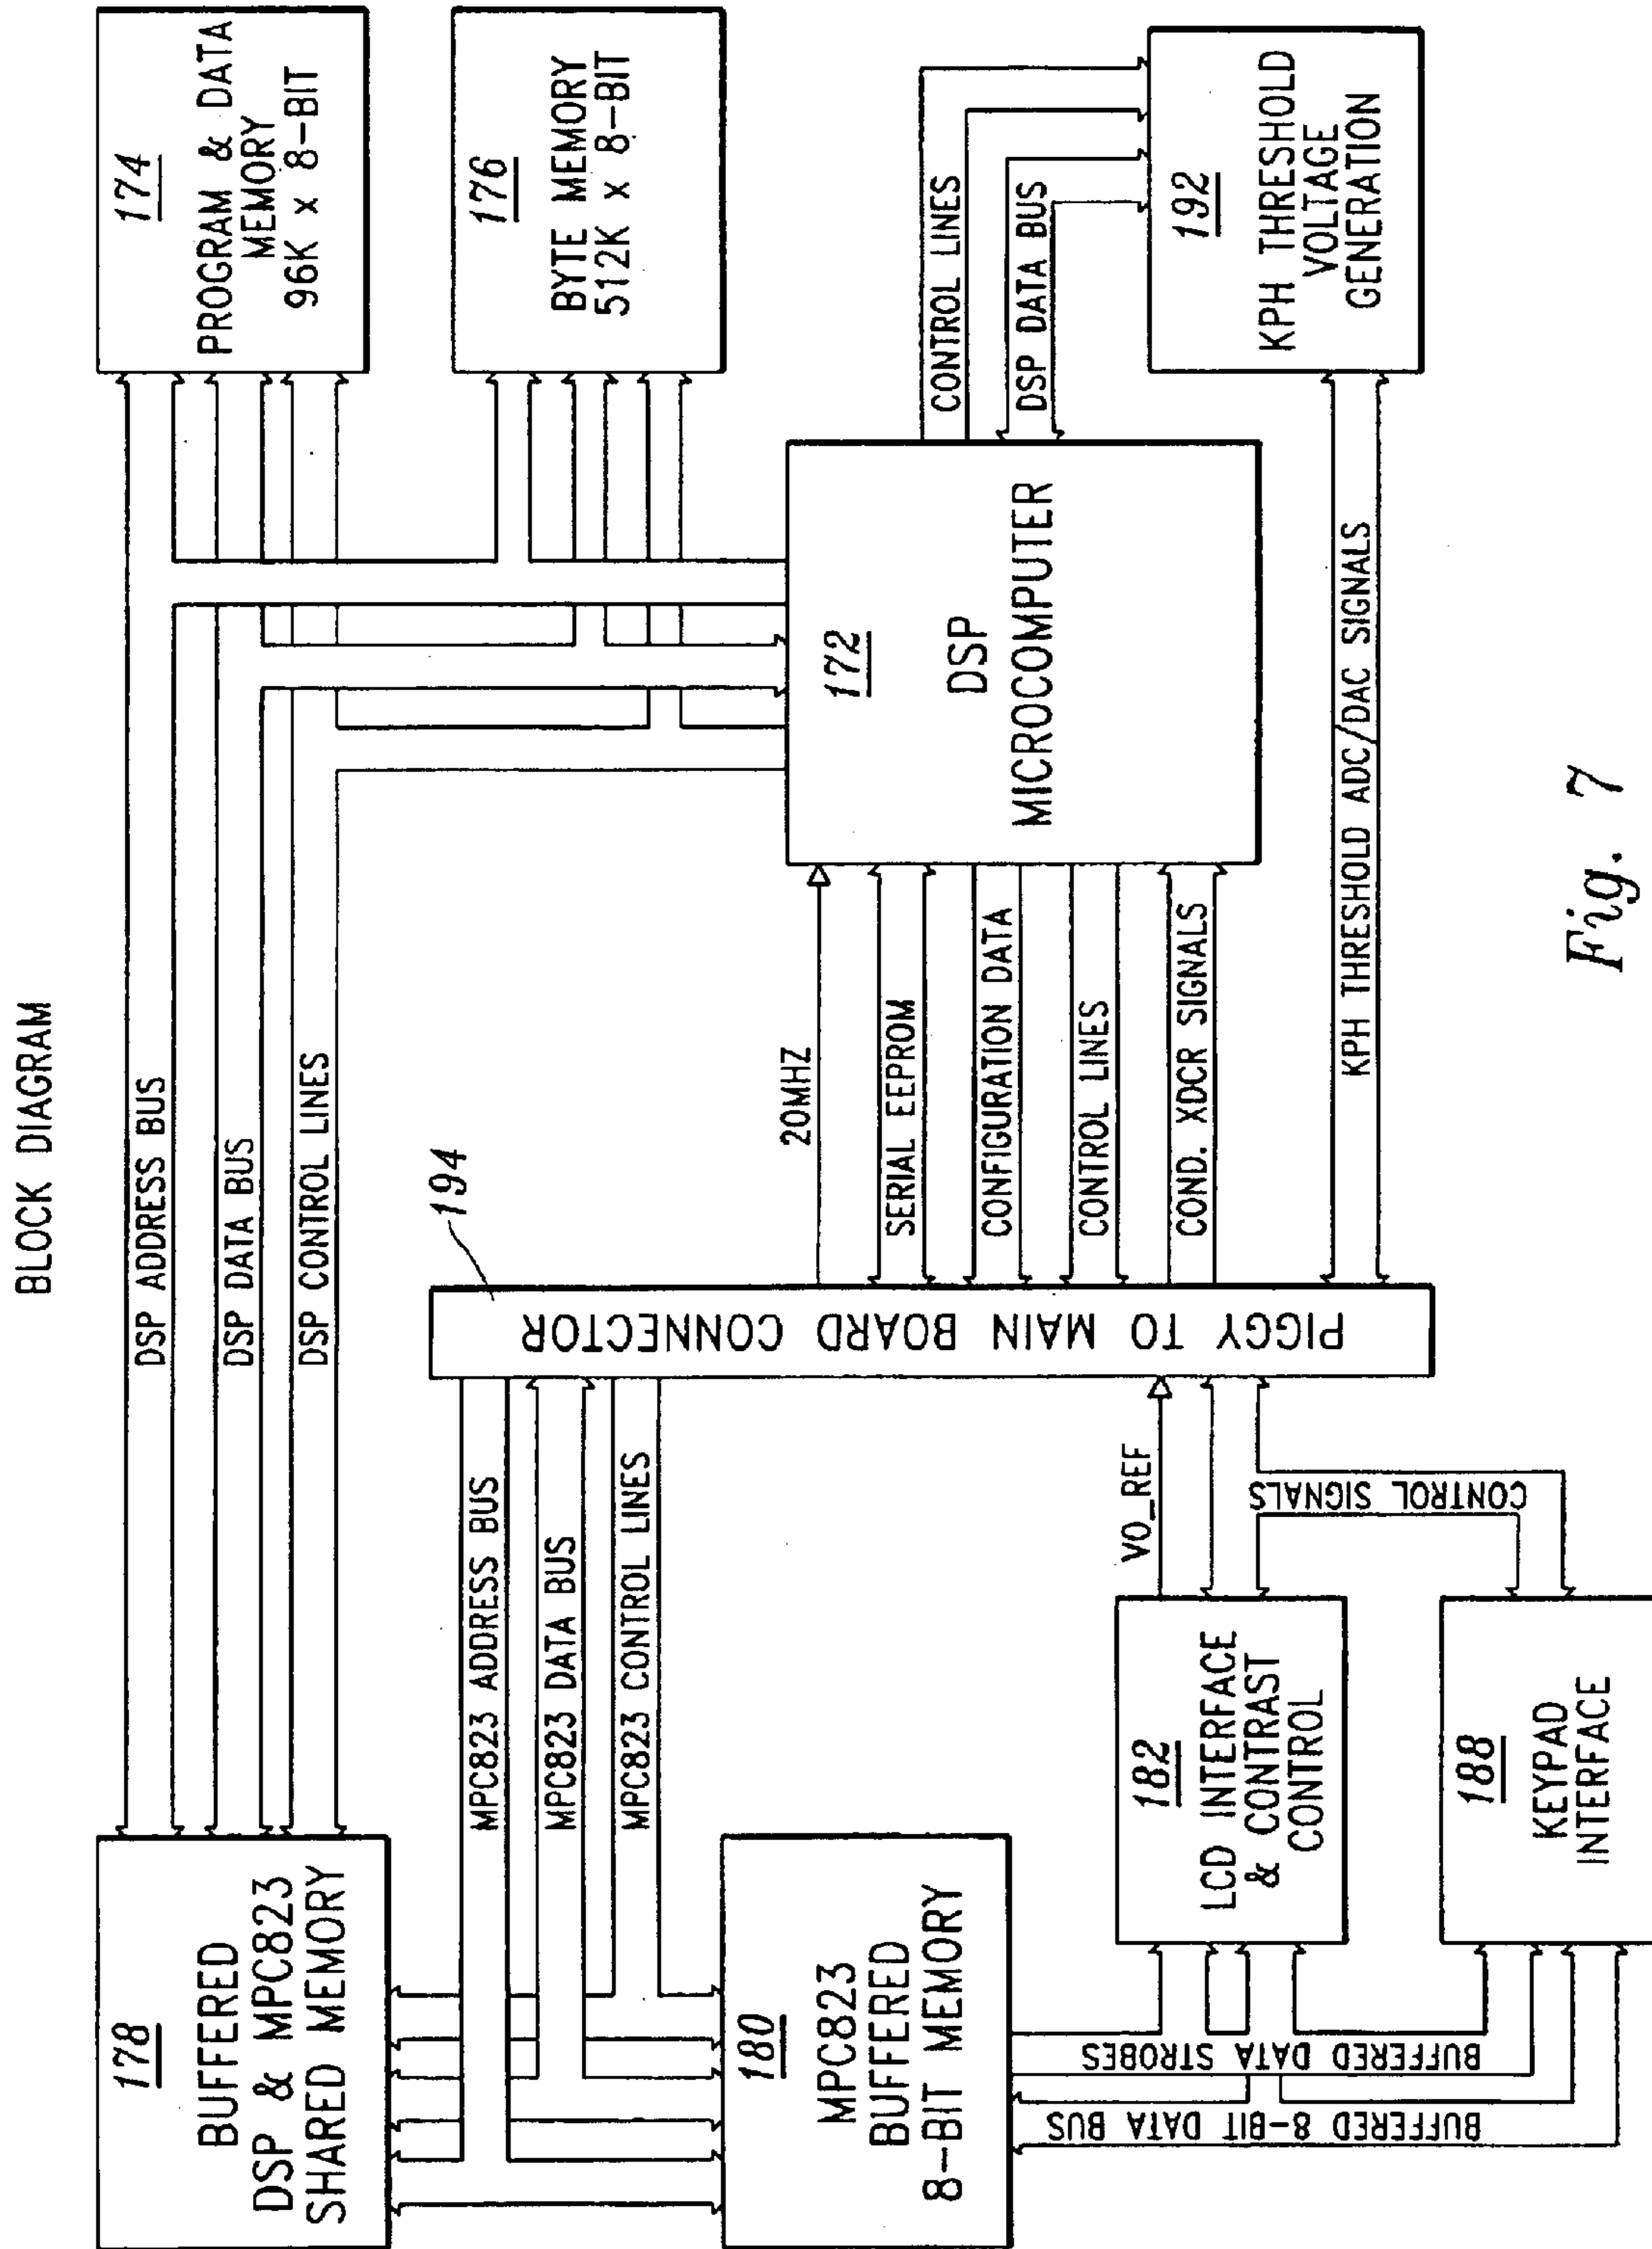 BLOCK DIAGRAM
178
BUFFERED
DSP & MPC823
SHARED MEMORY
DSP ADDRESS BUS
DSP DATA BUS
DSP CONTROL LINES
174
PROGRAM & DATA
MEMORY
96K x 8-BIT
176
BYTE MEMORY
512K x 8-BIT
194
MPC823 ADDRESS BUS
MPC823 DATA BUS
MPC823 CONTROL LINES
180
MPC823
BUFFERED
8-BIT MEMORY
PIGGY TO MAIN BOARD CONNECTOR
20MHZ
SERIAL EEPROM
CONFIGURATION DATA
CONTROL LINES
COND. XDCR SIGNALS
172
DSP
MICROCOMPUTER
CONTROL LINES
DSP DATA BUS
192
KPH THRESHOLD
VOLTAGE
GENERATION
KPH THRESHOLD ADC/DAC SIGNALS
VO_REF
CONTROL SIGNALS
182
LCD INTERFACE
& CONTRAST
CONTROL
188
KEYPAD
INTERFACE
BUFFERED DATA STROBES
BUFFERED 8-BIT DATA BUS
Fig. 7